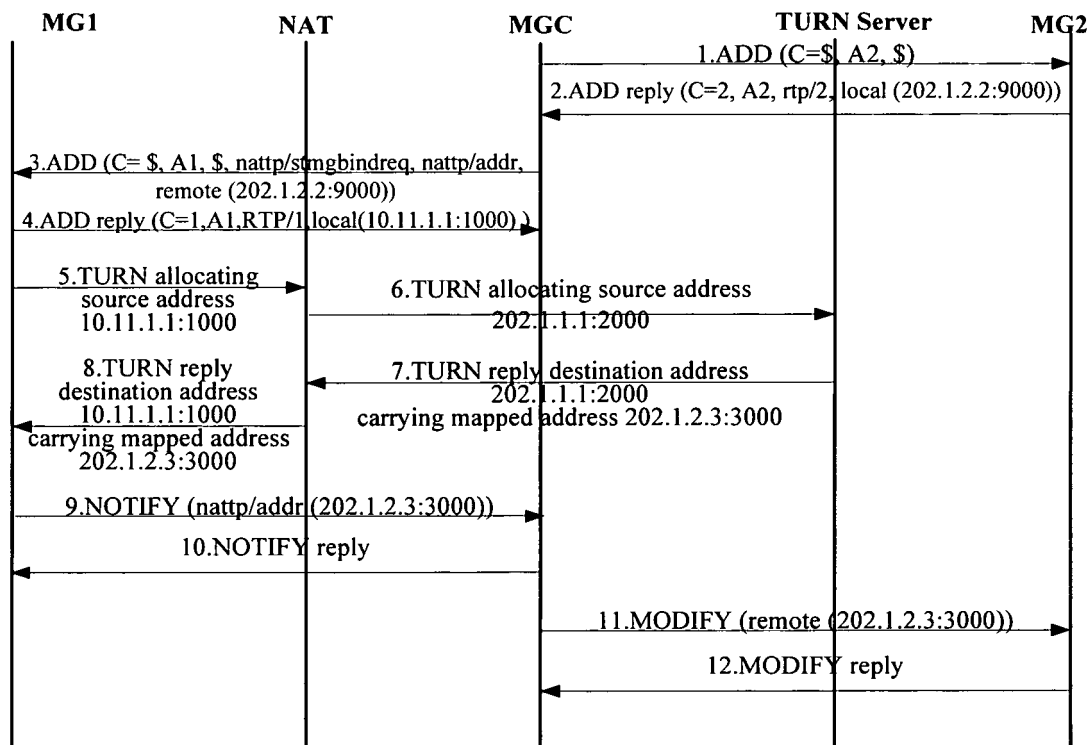 MG1
NAT
MGC
TURN Server
MG2
1.ADD (C=$, A2, $)
2.ADD reply (C=2, A2, rtp/2, local (202.1.2.2:9000))
3.ADD (C= $, A1, $, nattp/stmgbindreq, nattp/addr,
remote (202.1.2.2:9000))
4.ADD reply (C=1,A1,RTP/1,local(10.11.1.1:1000) )
5.TURN allocating
source address
10.11.1.1:1000
6.TURN allocating source address
202.1.1.1:2000
7.TURN reply destination address
202.1.1.1:2000
carrying mapped address 202.1.2.3:3000
8.TURN reply
destination address
10.11.1.1:1000
carrying mapped address
202.1.2.3:3000
9.NOTIFY (nattp/addr (202.1.2.3:3000))
10.NOTIFY reply
11.MODIFY (remote (202.1.2.3:3000))
12.MODIFY reply